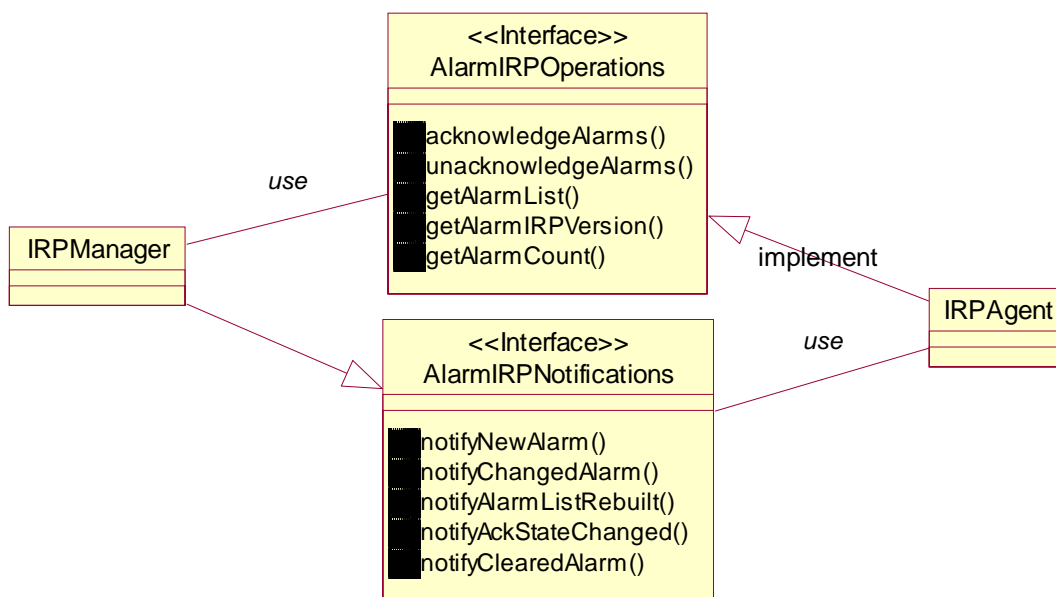 <<Interface>>
AlarmIRPOperations
acknowledgeAlarms()
unacknowledgeAlarms()
getAlarmList()
getAlarmIRPVersion()
getAlarmCount()
use
IRPManager
implement
IRPAgent
<<Interface>>
AlarmIRPNotifications
use
notifyNewAlarm()
notifyChangedAlarm()
notifyAlarmListRebuilt()
notifyAckStateChanged()
notifyClearedAlarm()